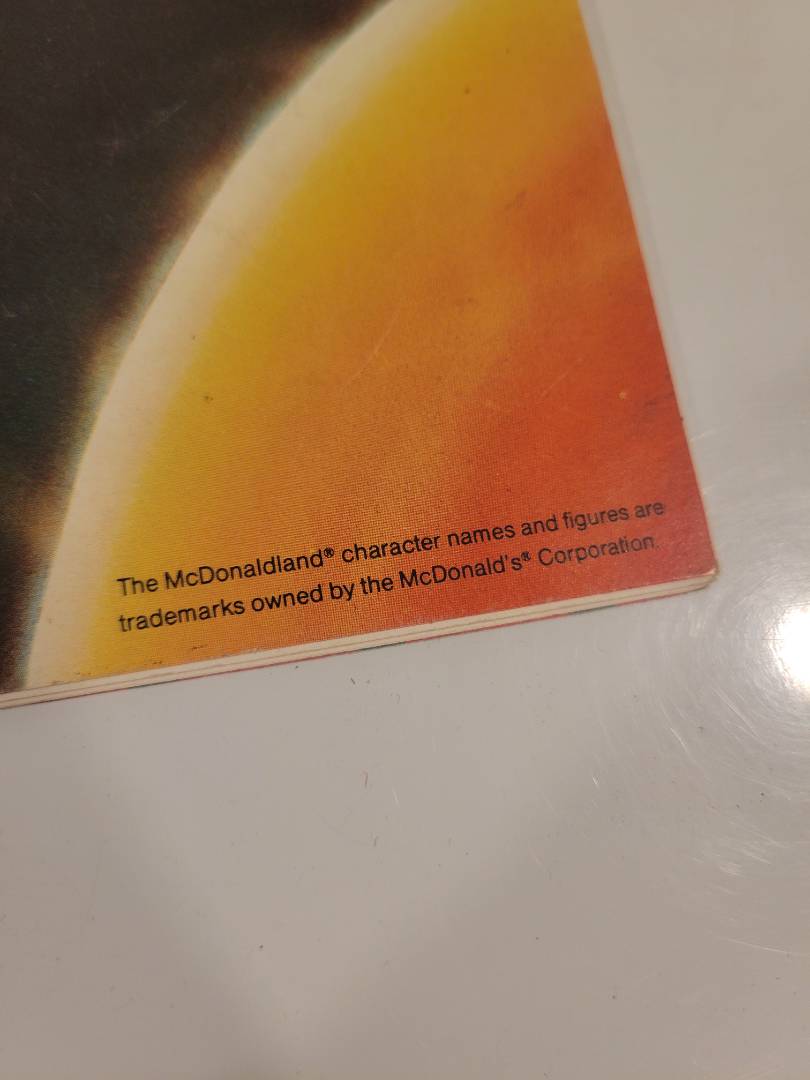 The McDonaldland® character names and figures are
trademarks owned by the McDonald's® Corporation.